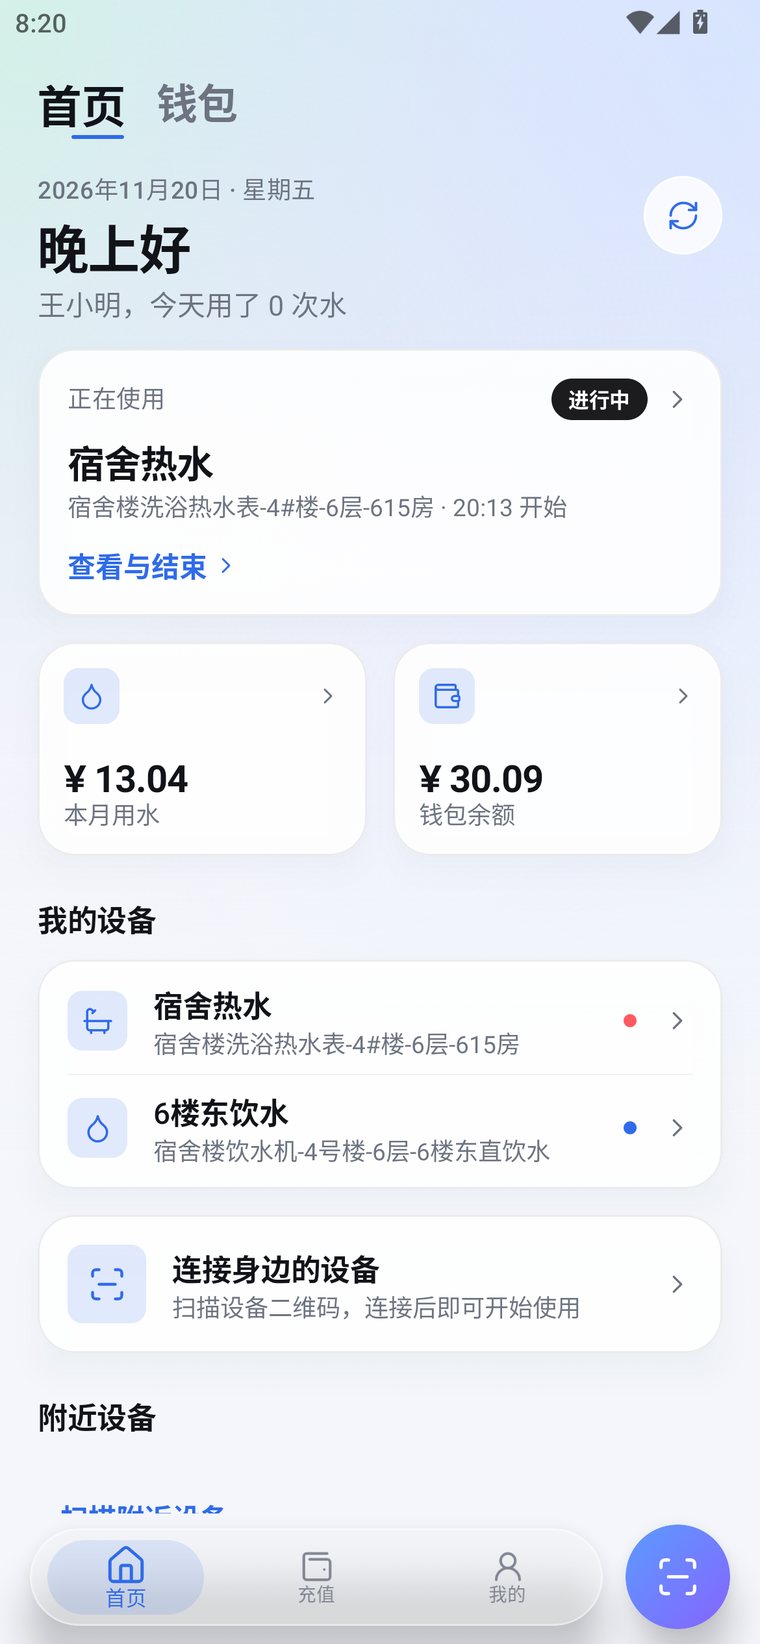 8:20
首页 钱包
2026年11月20日 · 星期五
晚上好
王小明，今天用了 0 次水
正在使用 进行中
宿舍热水
宿舍楼洗浴热水表-4#楼-6层-615房 · 20:13 开始
查看与结束
¥ 13.04
本月用水
¥ 30.09
钱包余额
我的设备
宿舍热水
宿舍楼洗浴热水表-4#楼-6层-615房
6楼东饮水
宿舍楼饮水机-4号楼-6层-6楼东直饮水
连接身边的设备
扫描设备二维码，连接后即可开始使用
附近设备
扫描附近设备
首页 充值 我的